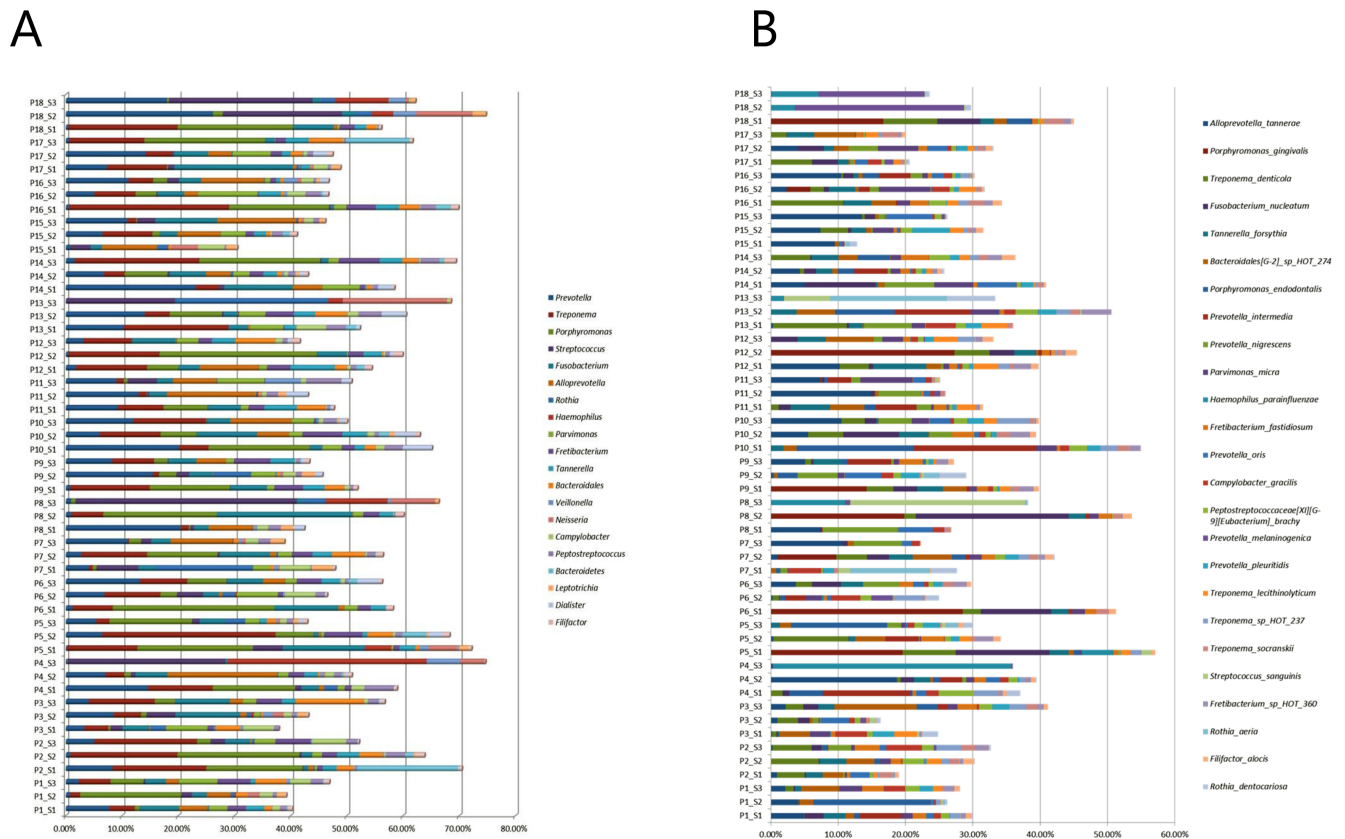 A
B
P18_S3
P18_S2
P18_S1
P17_S3
P17_S2
P17_S1
P16_S3
P16_S2
P16_S1
P15_S3
P15_S2
P15_S1
P14_S3
P14_S2
P14_S1
P13_S3
P13_S2
P13_S1
P12_S3
P12_S2
P12_S1
P11_S3
P11_S2
P11_S1
P10_S3
P10_S2
P10_S1
P9_S3
P9_S2
P9_S1
P8_S3
P8_S2
P8_S1
P7_S3
P7_S2
P7_S1
P6_S3
P6_S2
P6_S1
P5_S3
P5_S2
P5_S1
P4_S3
P4_S2
P4_S1
P3_S3
P3_S2
P3_S1
P2_S3
P2_S2
P2_S1
P1_S3
P1_S2
P1_S1
0.00% 10.00% 20.00% 30.00% 40.00% 50.00% 60.00% 70.00% 80.00%
Prevotella
Treponema
Porphyromonas
Streptococcus
Fusobacterium
Alloprevotella
Rothia
Haemophilus
Parvimonas
Fretibacterium
Tannerella
Bacteroidales
Veillonella
Neisseria
Campylobacter
Peptostreptococcus
Bacteroidetes
Leptotrichia
Dialister
Filifactor
P18_S3
P18_S2
P18_S1
P17_S3
P17_S2
P17_S1
P16_S3
P16_S2
P16_S1
P15_S3
P15_S2
P15_S1
P14_S3
P14_S2
P14_S1
P13_S3
P13_S2
P13_S1
P12_S3
P12_S2
P12_S1
P11_S3
P11_S2
P11_S1
P10_S3
P10_S2
P10_S1
P9_S3
P9_S2
P9_S1
P8_S3
P8_S2
P8_S1
P7_S3
P7_S2
P7_S1
P6_S3
P6_S2
P6_S1
P5_S3
P5_S2
P5_S1
P4_S3
P4_S2
P4_S1
P3_S3
P3_S2
P3_S1
P2_S3
P2_S2
P2_S1
P1_S3
P1_S2
P1_S1
0.00% 10.00% 20.00% 30.00% 40.00% 50.00% 60.00%
Alloprevotella_tannerae
Porphyromonas_gingivalis
Treponema_denticola
Fusobacterium_nucleatum
Tannerella_forsythia
Bacteroidales[G-2]_sp_HOT_274
Porphyromonas_endodontalis
Prevotella_intermedia
Prevotella_nigrescens
Parvimonas_micra
Haemophilus_parainfluenzae
Fretibacterium_fastidiosum
Prevotella_oris
Campylobacter_gracilis
Peptostreptococcaceae[XI][G-
9][Eubacterium]_brachy
Prevotella_melaninogenica
Prevotella_pleuritidis
Treponema_lecithinolyticum
Treponema_sp_HOT_237
Treponema_socranskii
Streptococcus_sanguinis
Fretibacterium_sp_HOT_360
Rothia_aeria
Filifactor_alocis
Rothia_dentocariosa